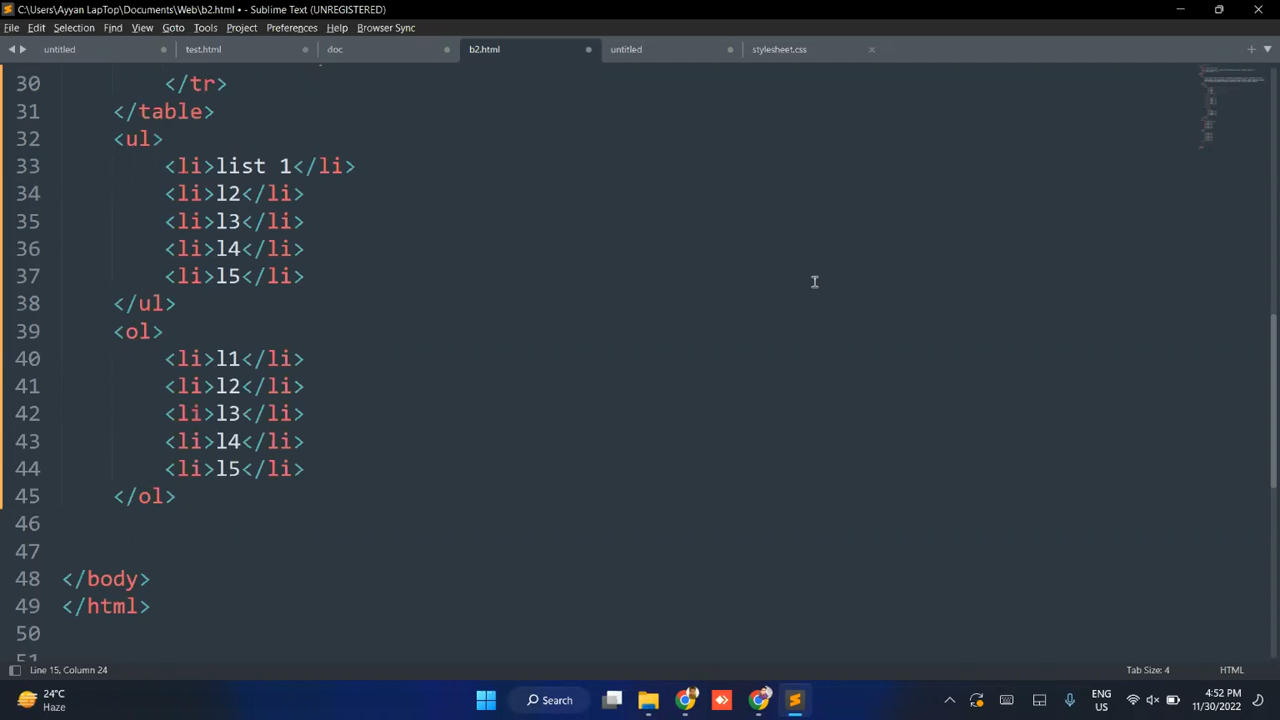 C:\Users\Ayyan LapTop\Documents\Web\b2.html • - Sublime Text (UNREGISTERED)
File Edit Selection Find View Goto Tools Project Preferences Help Browser Sync
untitled test.html doc b2.html untitled stylesheet.css
30 </tr>
31 </table>
32 <ul>
33 <li>list 1</li>
34 <li>l2</li>
35 <li>l3</li>
36 <li>l4</li>
37 <li>l5</li>
38 </ul>
39 <ol>
40 <li>l1</li>
41 <li>l2</li>
42 <li>l3</li>
43 <li>l4</li>
44 <li>l5</li>
45 </ol>
46
47
48 </body>
49 </html>
50
51
Line 15, Column 24 Tab Size: 4 HTML
24°C
Haze
Search
ENG
US
4:52 PM
11/30/2022